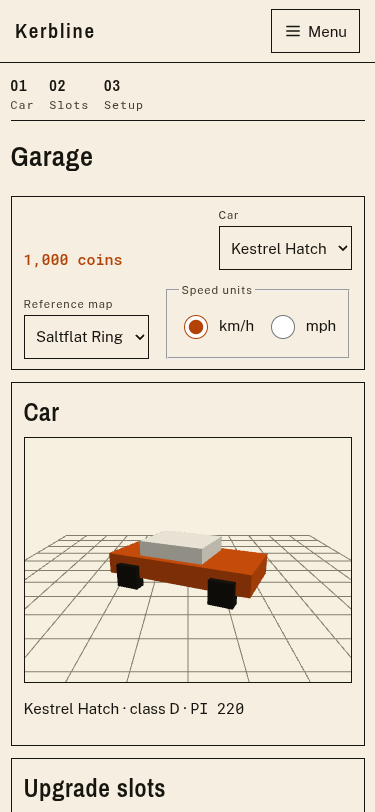 Kerbline
Menu
01 02 03
Car Slots Setup
Garage
Car
1,000 coins
Kestrel Hatch
Reference map
Speed units
Saltflat Ring
km/h mph
Car
Kestrel Hatch · class D · PI 220
Upgrade slots